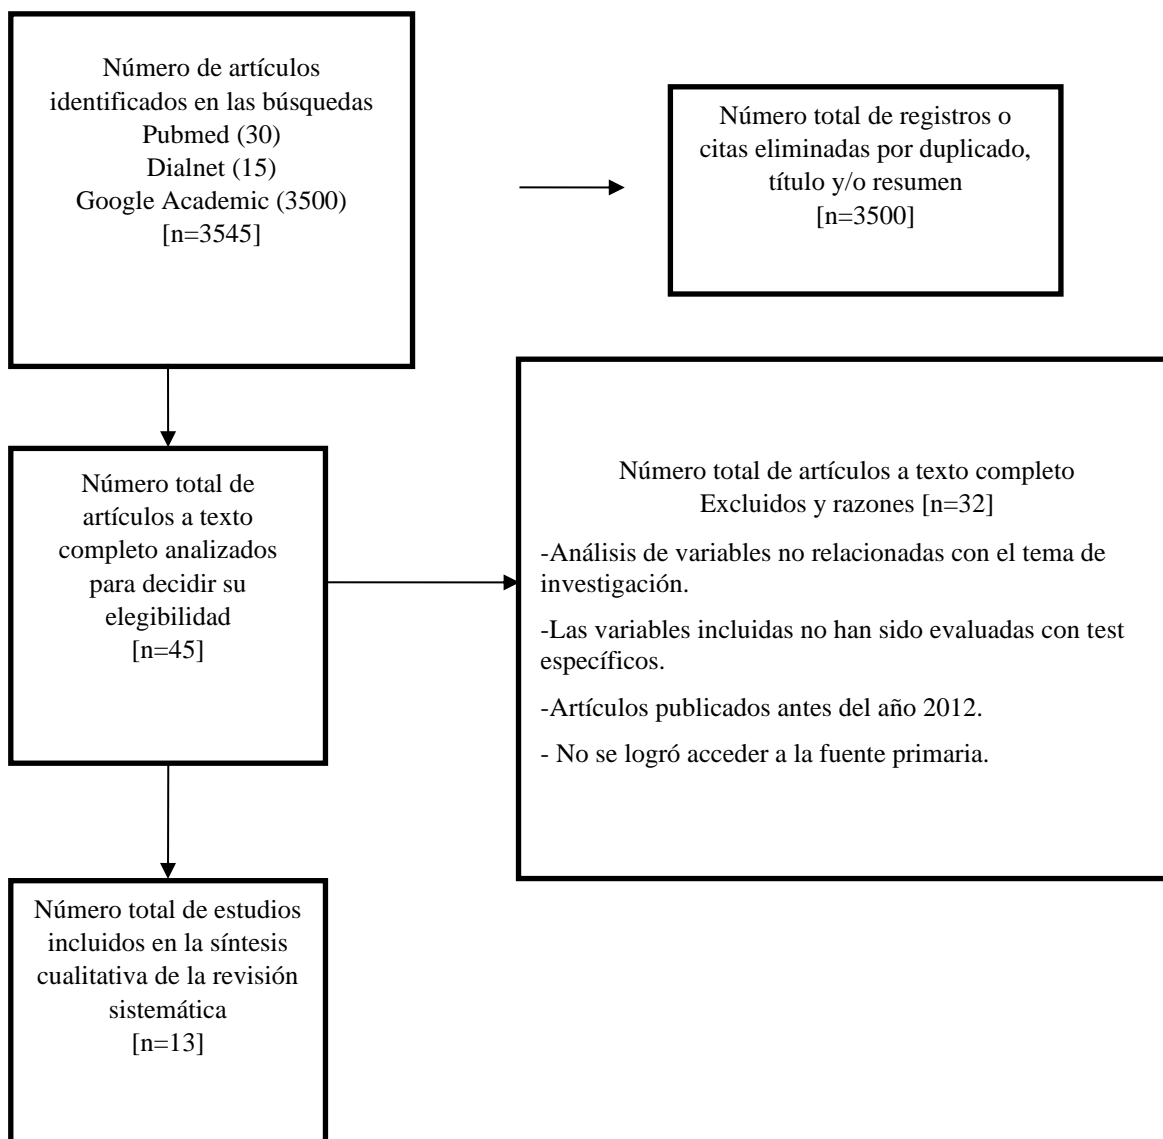 Número de artículos
identificados en las búsquedas
Pubmed (30)
Dialnet (15)
Google Academic (3500)
[n=3545]
Número total de registros o
citas eliminadas por duplicado,
título y/o resumen
[n=3500]
Número total de
artículos a texto
completo analizados
para decidir su
elegibilidad
[n=45]
Número total de artículos a texto completo
Excluidos y razones [n=32]
-Análisis de variables no relacionadas con el tema de
investigación.
-Las variables incluidas no han sido evaluadas con test
específicos.
-Artículos publicados antes del año 2012.
- No se logró acceder a la fuente primaria.
Número total de estudios
incluidos en la síntesis
cualitativa de la revisión
sistemática
[n=13]